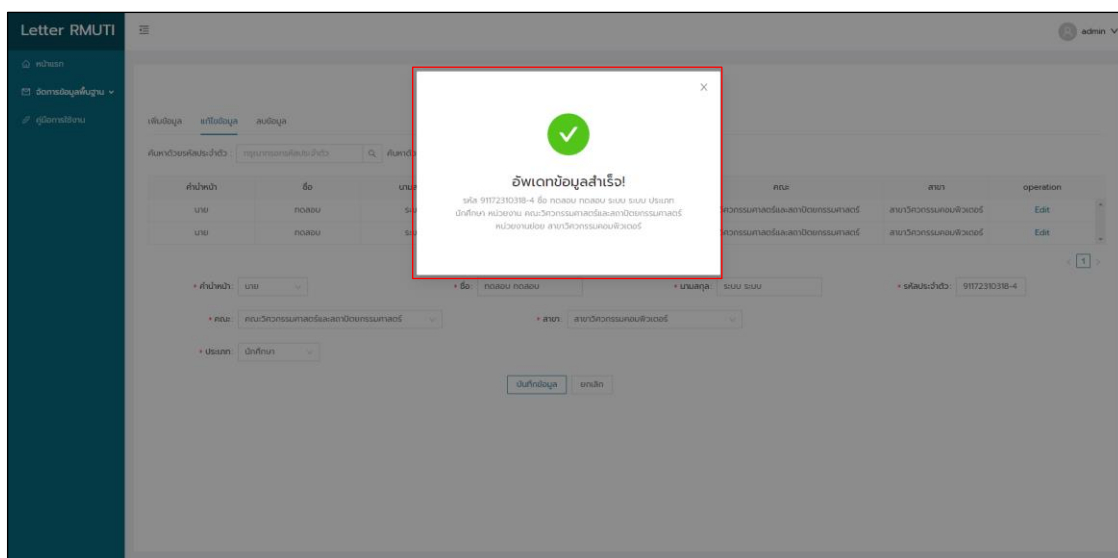 Letter RMUTI
admin
หน้าแรก
จัดการข้อมูลพื้นฐาน
คู่มือการใช้งาน
เพิ่มข้อมูล แก้ไขข้อมูล ลบข้อมูล
ค้นหาด้วยรหัสประจำตัว : กรุณากรอกรหัสประจำตัว ค้นหาด้ว
อัพเดทข้อมูลสำเร็จ!
รหัส 91172310318-4 ชื่อ ทดสอบ ทดสอบ ระบบ ระบบ ประเภท
นักศึกษา หน่วยงาน คณะวิศวกรรมศาสตร์และสถาปัตยกรรมศาสตร์
หน่วยงานย่อย สาขาวิศวกรรมคอมพิวเตอร์
คำนำหน้า ชื่อ นามส คณะ สาขา operation
นาย ทดสอบ ระบ วิศวกรรมศาสตร์และสถาปัตยกรรมศาสตร์ สาขาวิศวกรรมคอมพิวเตอร์ Edit
นาย ทดสอบ ระบ วิศวกรรมศาสตร์และสถาปัตยกรรมศาสตร์ สาขาวิศวกรรมคอมพิวเตอร์ Edit
< 1 >
* คำนำหน้า: นาย * ชื่อ: ทดสอบ ทดสอบ * นามสกุล: ระบบ ระบบ * รหัสประจำตัว: 91172310318-4
* คณะ: คณะวิศวกรรมศาสตร์และสถาปัตยกรรมศาสตร์ * สาขา: สาขาวิศวกรรมคอมพิวเตอร์
* ประเภท: นักศึกษา
บันทึกข้อมูล ยกเลิก